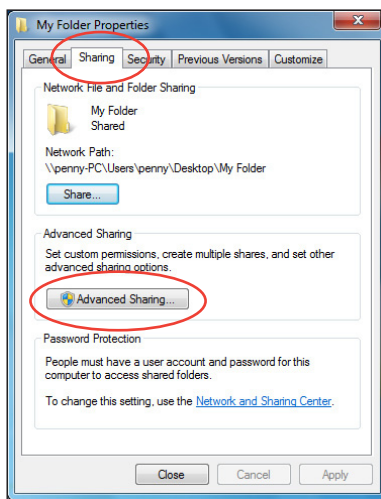 My Folder Properties
General Sharing Security Previous Versions Customize
Network File and Folder Sharing
My Folder
Shared
Network Path:
\\penny-PC\Users\penny\Desktop\My Folder
Share...
Advanced Sharing
Set custom permissions, create multiple shares, and set other
advanced sharing options.
Advanced Sharing...
Password Protection
People must have a user account and password for this
computer to access shared folders.
To change this setting, use the Network and Sharing Center.
Close Cancel Apply